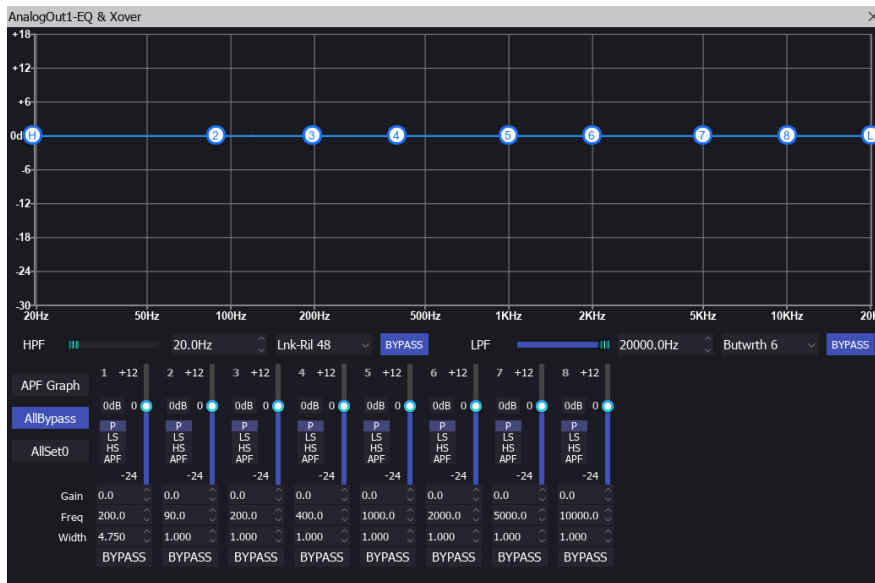 AnalogOut1-EQ & Xover ×
+18
+12
+6
0d H 2 3 4 5 6 7 8 L
-6
-12
-18
-24
-30
20Hz 50Hz 100Hz 200Hz 500Hz 1KHz 2KHz 5KHz 10KHz 20
HPF 20.0Hz Lnk-Ril 48 BYPASS LPF 20000.0Hz Butwrth 6 BYPASS
1 +12 2 +12 3 +12 4 +12 5 +12 6 +12 7 +12 8 +12
APF Graph
0dB 0 0dB 0 0dB 0 0dB 0 0dB 0 0dB 0 0dB 0 0dB 0
AllBypass
P P P P P P P P
LS LS LS LS LS LS LS LS
HS HS HS HS HS HS HS HS
AllSet0
APF APF APF APF APF APF APF APF
-24 -24 -24 -24 -24 -24 -24 -24
Gain 0.0 0.0 0.0 0.0 0.0 0.0 0.0 0.0
Freq 200.0 90.0 200.0 400.0 1000.0 2000.0 5000.0 10000.0
Width 4.750 1.000 1.000 1.000 1.000 1.000 1.000 1.000
BYPASS BYPASS BYPASS BYPASS BYPASS BYPASS BYPASS BYPASS